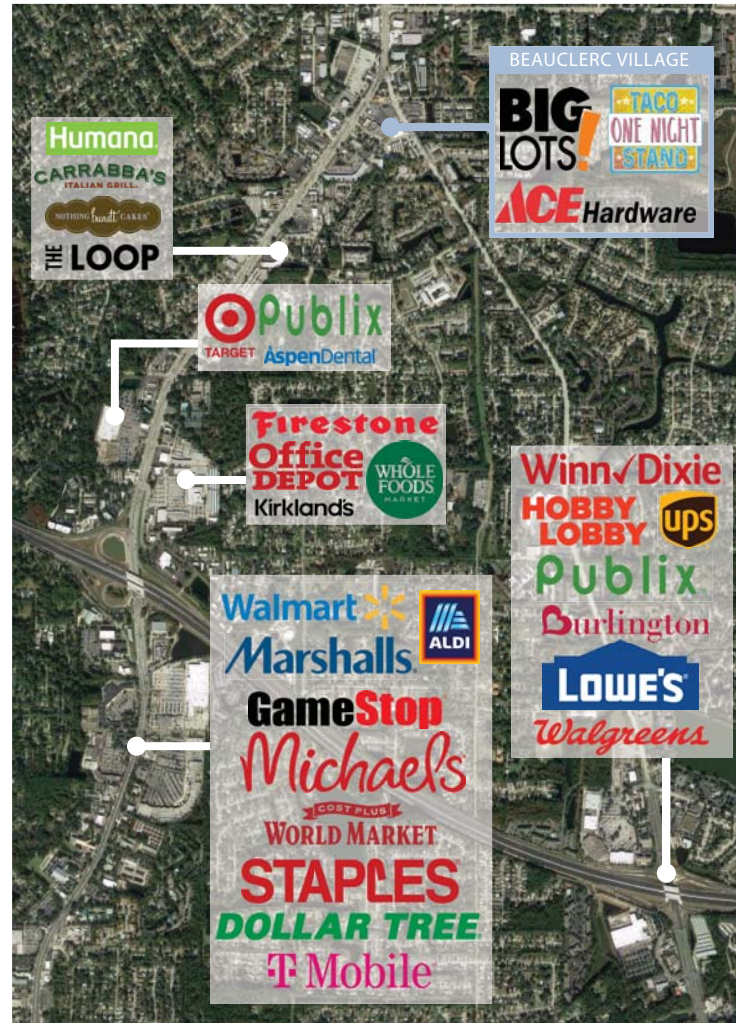 BEAUCLERC VILLAGE
BIG
LOTS!
TACO
ONE NIGHT
STAND
ACE Hardware
Humana.
CARRABBA'S
ITALIAN GRILL.
NOTHING bundt CAKES
THE LOOP
Publix
TARGET
AspenDental
Firestone
Office
DEPOT
WHOLE
FOODS
MARKET
Kirkland's
Winn✓Dixie
HOBBY
LOBBY
ups
Publix.
Burlington
LOWE'S
Walgreens
Walmart
ALDI
Marshalls.
GameStop
Michaels
COST PLUS
WORLD MARKET
STAPLES
DOLLAR TREE
T Mobile